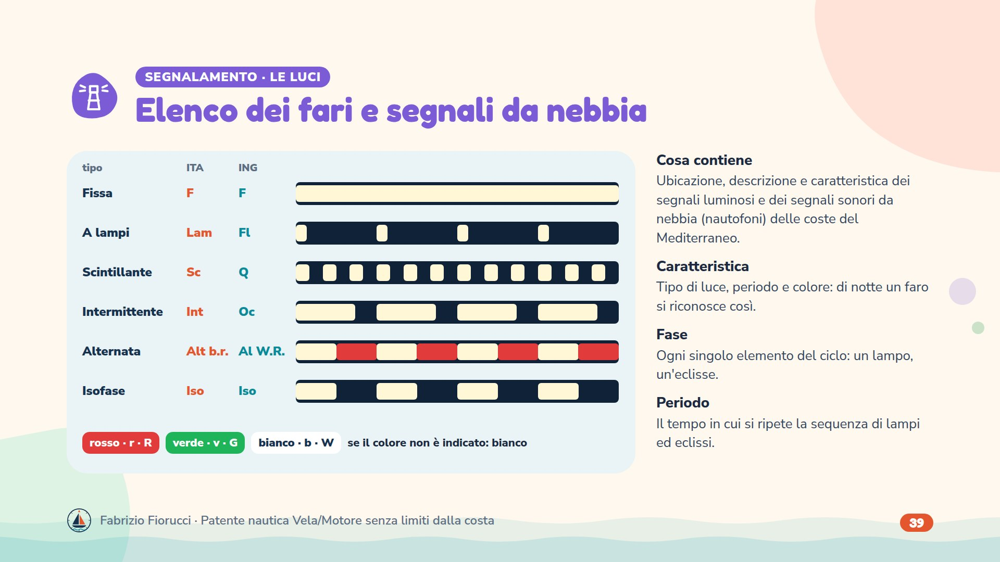 SEGNALAMENTO · LE LUCI
Elenco dei fari e segnali da nebbia
tipo ITA ING
Fissa F F
A lampi Lam Fl
Scintillante Sc Q
Intermittente Int Oc
Alternata Alt b.r. Al W.R.
Isofase Iso Iso
rosso · r · R verde · v · G bianco · b · W se il colore non è indicato: bianco
Cosa contiene
Ubicazione, descrizione e caratteristica dei
segnali luminosi e dei segnali sonori da
nebbia (nautofoni) delle coste del
Mediterraneo.
Caratteristica
Tipo di luce, periodo e colore: di notte un faro
si riconosce così.
Fase
Ogni singolo elemento del ciclo: un lampo,
un'eclisse.
Periodo
Il tempo in cui si ripete la sequenza di lampi
ed eclissi.
Fabrizio Fiorucci · Patente nautica Vela/Motore senza limiti dalla costa
39